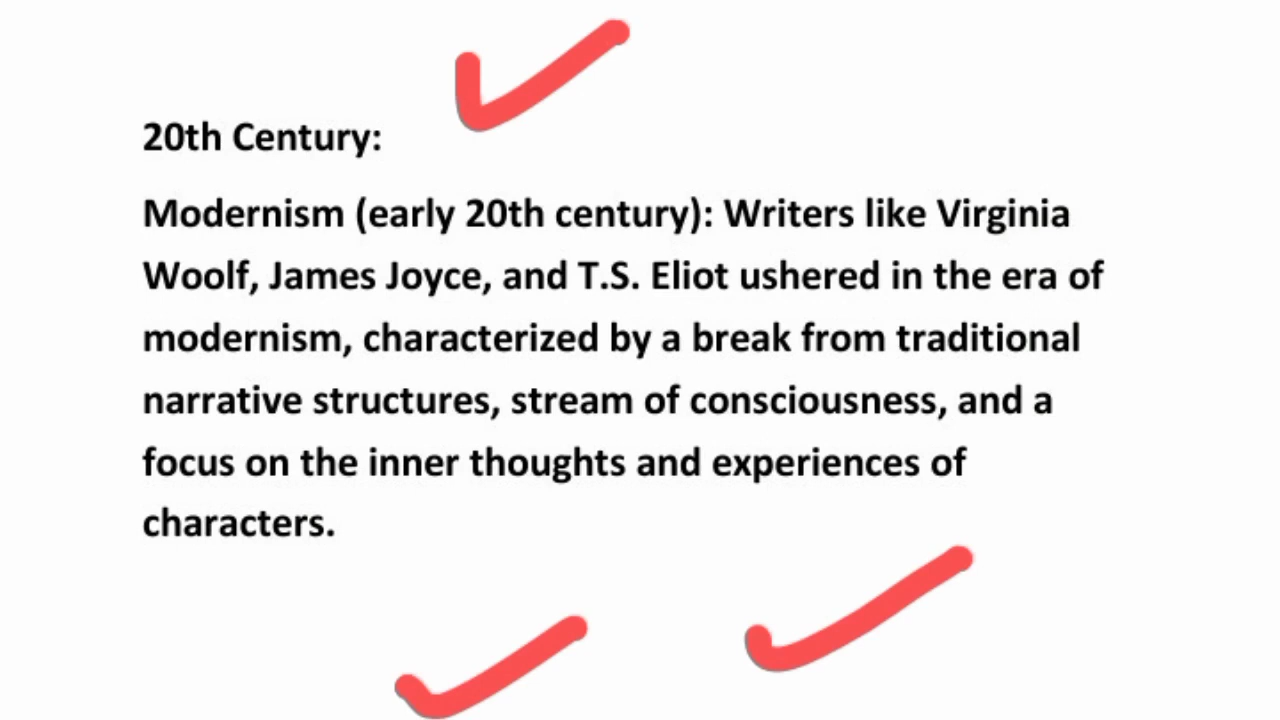 20th Century:
Modernism (early 20th century): Writers like Virginia
Woolf, James Joyce, and T.S. Eliot ushered in the era of
modernism, characterized by a break from traditional
narrative structures, stream of consciousness, and a
focus on the inner thoughts and experiences of
characters.